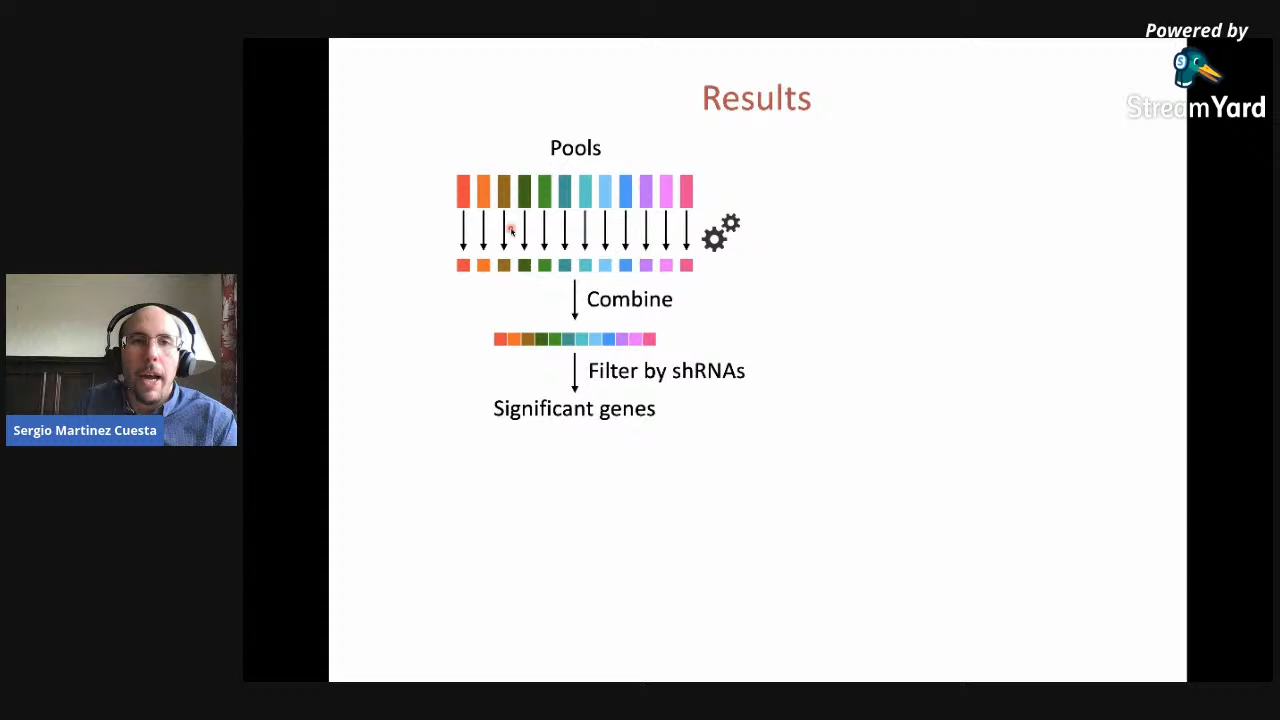 Powered by
StreamYard
Results
Pools
Combine
Filter by shRNAs
Significant genes
Sergio Martinez Cuesta